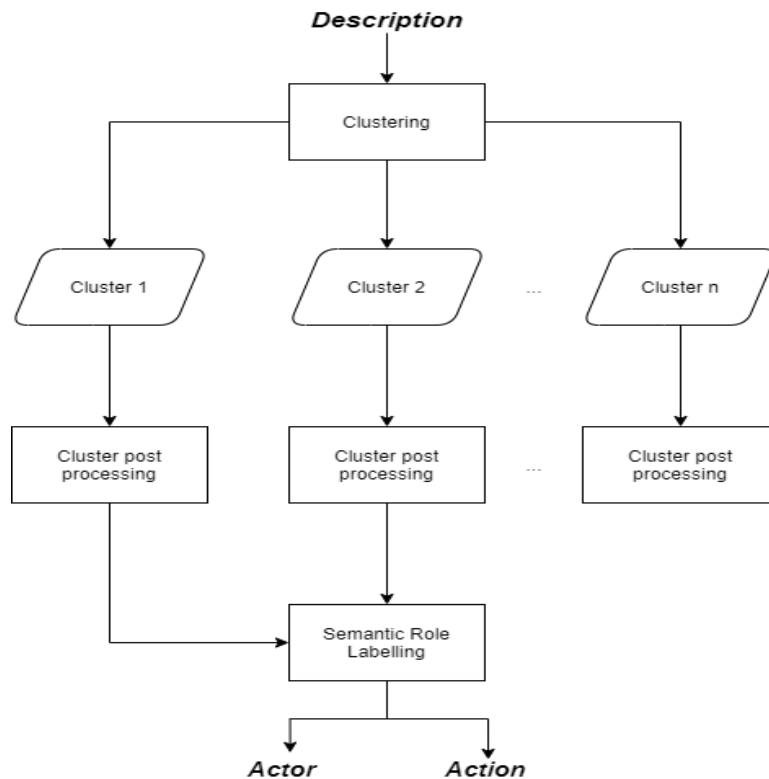 Description
Clustering
Cluster 1
Cluster 2
...
Cluster n
Cluster post
processing
Cluster post
processing
...
Cluster post
processing
Semantic Role
Labelling
Actor
Action